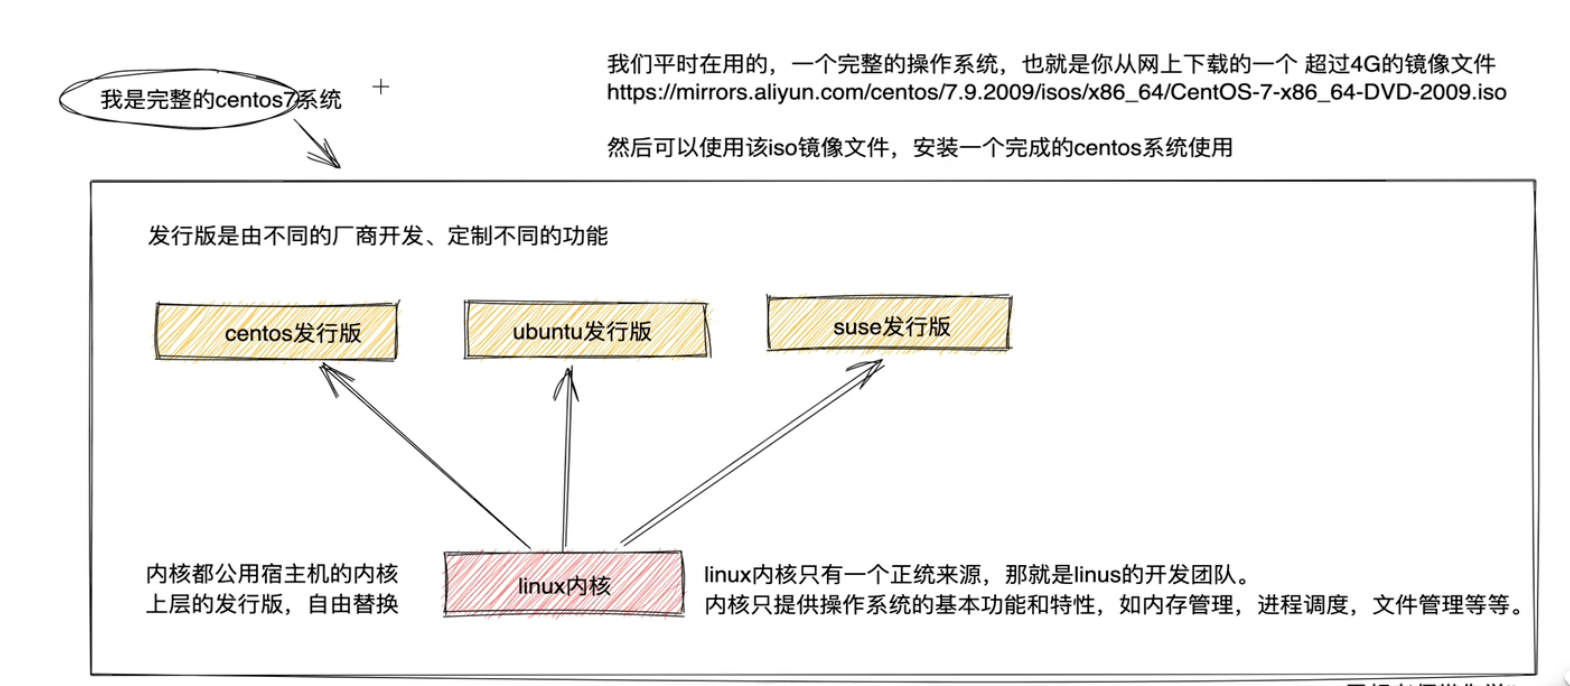 我们平时在用的，一个完整的操作系统，也就是你从网上下载的一个 超过4G的镜像文件
https://mirrors.aliyun.com/centos/7.9.2009/isos/x86_64/CentOS-7-x86_64-DVD-2009.iso
我是完整的centos7系统
然后可以使用该iso镜像文件，安装一个完成的centos系统使用
发行版是由不同的厂商开发、定制不同的功能
centos发行版
ubuntu发行版
suse发行版
内核都公用宿主机的内核
上层的发行版，自由替换
linux内核
linux内核只有一个正统来源，那就是linus的开发团队。
内核只提供操作系统的基本功能和特性，如内存管理，进程调度，文件管理等等。